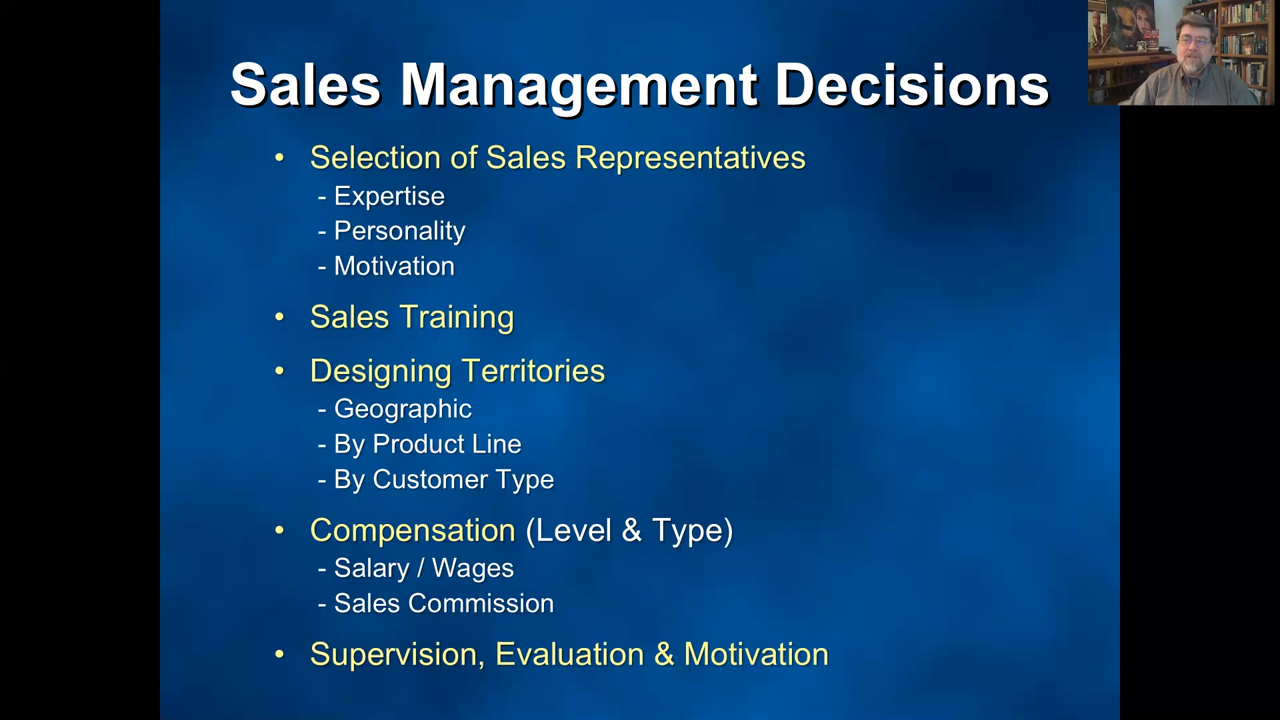 Sales Management Decisions
• Selection of Sales Representatives
- Expertise
- Personality
- Motivation
• Sales Training
• Designing Territories
- Geographic
- By Product Line
- By Customer Type
• Compensation (Level & Type)
- Salary / Wages
- Sales Commission
• Supervision, Evaluation & Motivation